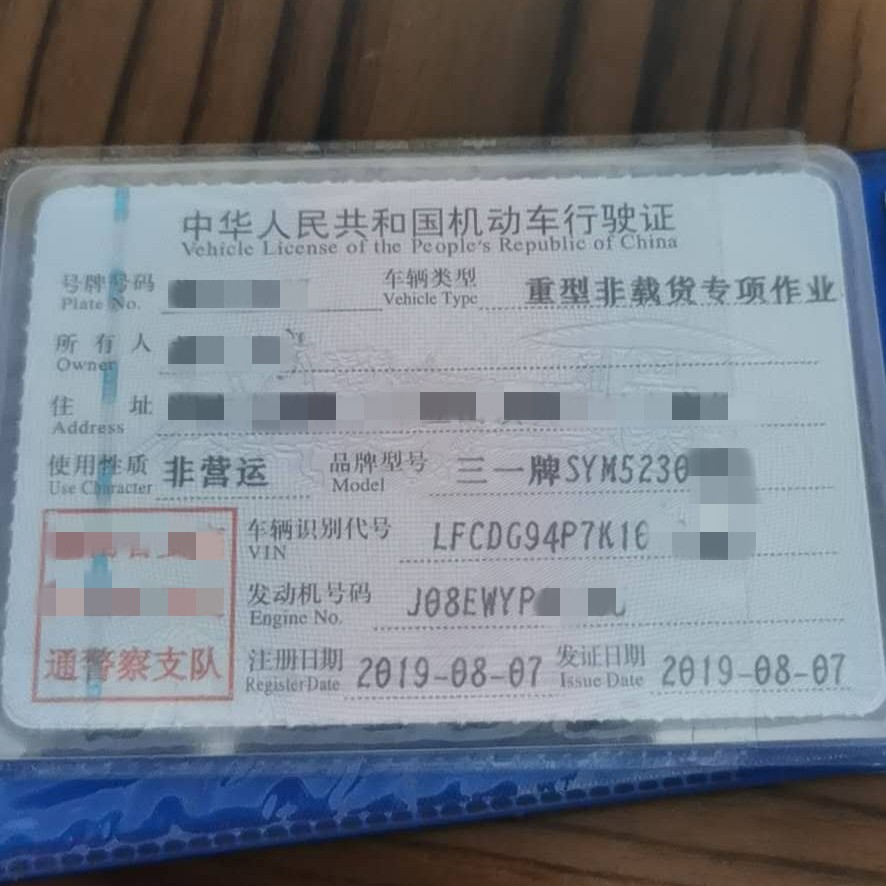 中华人民共和国机动车行驶证
Vehicle License of the People's Republic of China
号牌号码 车辆类型 重型非载货专项作业
Plate No. Vehicle Type
所有人
Owner
住址
Address
使用性质 非营运 品牌型号 三一牌SYM5230
Use Character Model
车辆识别代号 LFCDG94P7K10
VIN
发动机号码 J08EWYP
Engine No.
通警察支队
注册日期 2019-08-07 发证日期 2019-08-07
Register Date Issue Date